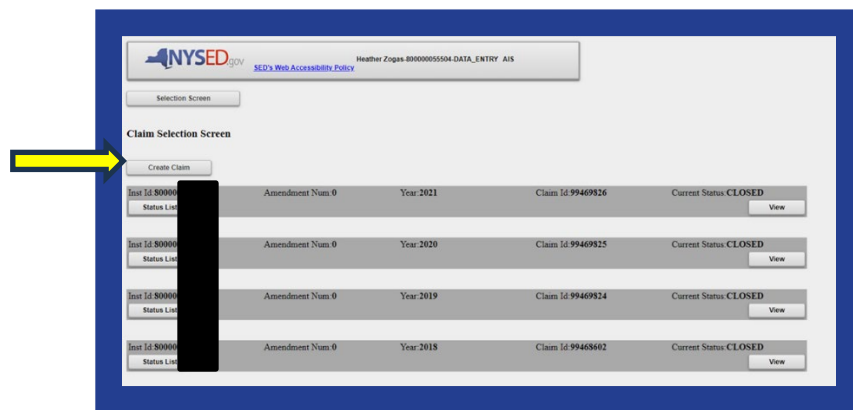 NYSED.gov
Heather Zogas-800000055504-DATA_ENTRY AIS
SED's Web Accessibility Policy
Selection Screen
Claim Selection Screen
Create Claim
Inst Id:80000 Amendment Num:0 Year:2021 Claim Id:99469826 Current Status:CLOSED
Status List View
Inst Id:80000 Amendment Num:0 Year:2020 Claim Id:99469825 Current Status:CLOSED
Status List View
Inst Id:80000 Amendment Num:0 Year:2019 Claim Id:99469824 Current Status:CLOSED
Status List View
Inst Id:80000 Amendment Num:0 Year:2018 Claim Id:99468602 Current Status:CLOSED
Status List View